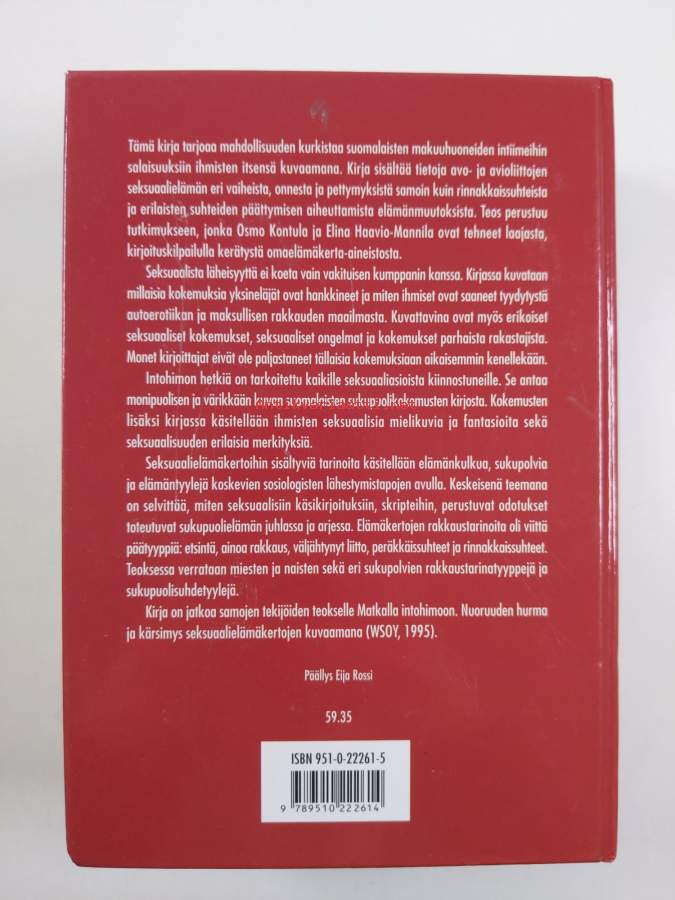 Tämä kirja tarjoaa mahdollisuuden kurkistaa suomalaisten makuuhuoneiden intiimeihin
salaisuuksiin ihmisten itsensä kuvaamana. Kirja sisältää tietoja avo- ja avioliittojen
seksuaalielämän eri vaiheista, onnesta ja pettymyksistä samoin kuin rinnakkaissuhteista
ja erilaisten suhteiden päättymisen aiheuttamista elämänmuutoksista. Teos perustuu
tutkimukseen, jonka Osmo Kontula ja Elina Haavio-Mannila ovat tehneet laajasta,
kirjoituskilpailulla kerätystä omaelämäkerta-aineistosta.
Seksuaalista läheisyyttä ei koeta vain vakituisen kumppanin kanssa. Kirjassa kuvataan
millaisia kokemuksia yksineläjät ovat hankkineet ja miten ihmiset ovat saaneet tyydytystä
autoerotiikan ja maksullisen rakkauden maailmasta. Kuvattavina ovat myös erikoiset
seksuaaliset kokemukset, seksuaaliset ongelmat ja kokemukset parhaista rakastajista.
Monet kirjoittajat eivät ole paljastaneet tällaisia kokemuksiaan aikaisemmin kenellekään.
Intohimon hetkiä on tarkoitettu kaikille seksuaaliasioista kiinnostuneille. Se antaa
monipuolisen ja värikkään kuvan suomalaisten sukupuolikokemusten kirjosta. Kokemusten
lisäksi kirjassa käsitellään ihmisten seksuaalisia mielikuvia ja fantasioita sekä
seksuaalisuuden erilaisia merkityksiä.
Seksuaalielämäkertoihin sisältyviä tarinoita käsitellään elämänkulkua, sukupolvia
ja elämäntyylejä koskevien sosiologisten lähestymistapojen avulla. Keskeisenä teemana
on selvittää, miten seksuaalisiin käsikirjoituksiin, skripteihin, perustuvat odotukset
toteutuvat sukupuolielämän juhlassa ja arjessa. Elämäkertojen rakkaustarinoita oli viittä
päätyyppiä: etsintä, ainoa rakkaus, väljähtynyt liitto, peräkkäissuhteet ja rinnakkaissuhteet.
Teoksessa verrataan miesten ja naisten sekä eri sukupolvien rakkaustarinatyyppejä ja
sukupuolisuhdetyylejä.
Kirja on jatkoa samojen tekijöiden teokselle Matkalla intohimoon. Nuoruuden hurma
ja kärsimys seksuaalielämäkertojen kuvaamana (WSOY, 1995).
Päällys Eija Rossi
59.35
ISBN 951-0-22261-5
9 789510 222614